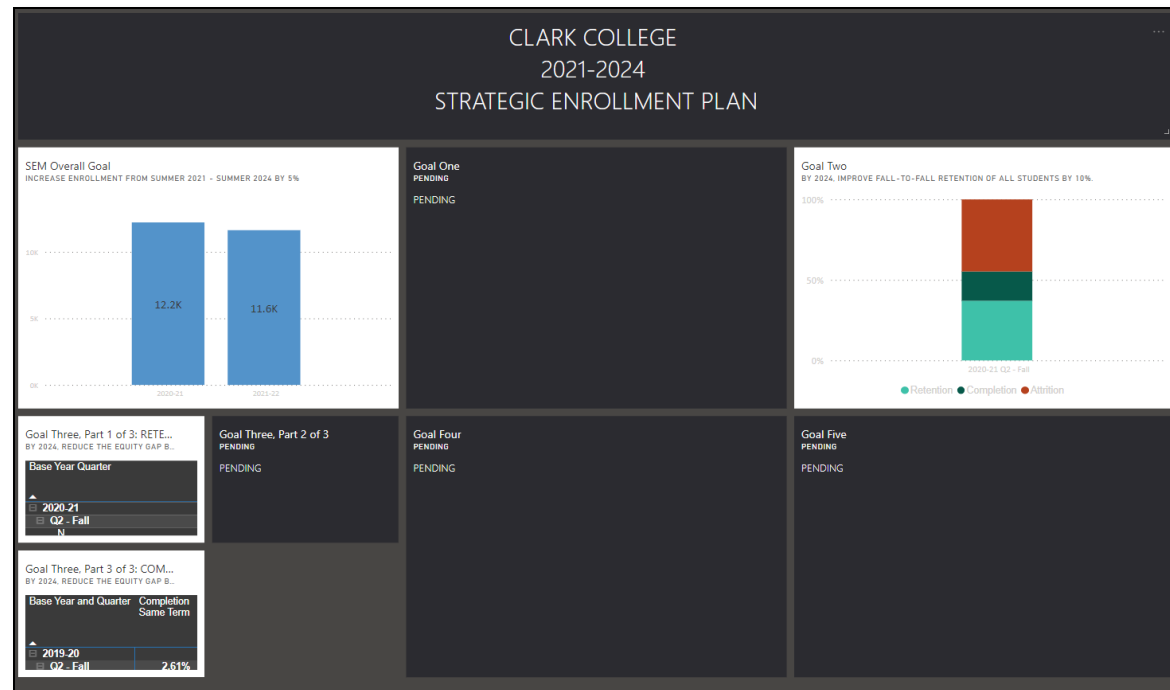 CLARK COLLEGE
2021-2024
STRATEGIC ENROLLMENT PLAN
SEM Overall Goal
INCREASE ENROLLMENT FROM SUMMER 2021 - SUMMER 2024 BY 5%
10K
5K
0K
12.2K
11.6K
2020-21
2021-22
Goal One
PENDING
PENDING
Goal Two
BY 2024, IMPROVE FALL-TO-FALL RETENTION OF ALL STUDENTS BY 10%.
100%
50%
0%
2020-21 Q2 - Fall
Retention Completion Attrition
Goal Three, Part 1 of 3: RETE...
BY 2024, REDUCE THE EQUITY GAP B...
Base Year Quarter
2020-21
Q2 - Fall
N
Goal Three, Part 2 of 3
PENDING
PENDING
Goal Four
PENDING
PENDING
Goal Five
PENDING
PENDING
Goal Three, Part 3 of 3: COM...
BY 2024, REDUCE THE EQUITY GAP B...
Base Year and Quarter Completion
Same Term
2019-20
Q2 - Fall 2.61%